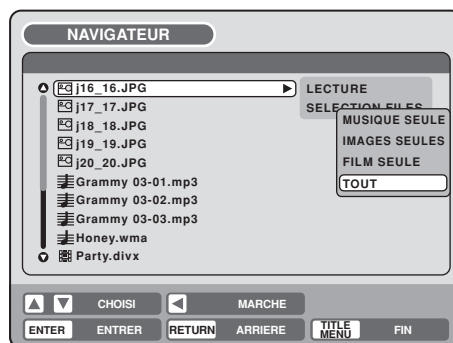 NAVIGATEUR
j16_16.JPG
LECTURE
j17_17.JPG
SELECTION FILES
j18_18.JPG
MUSIQUE SEULE
j19_19.JPG
IMAGES SEULES
j20_20.JPG
FILM SEULE
Grammy 03-01.mp3
TOUT
Grammy 03-02.mp3
Grammy 03-03.mp3
Honey.wma
Party.divx
CHOISI MARCHE
ENTER ENTRER RETURN ARRIERE TITLE MENU FIN